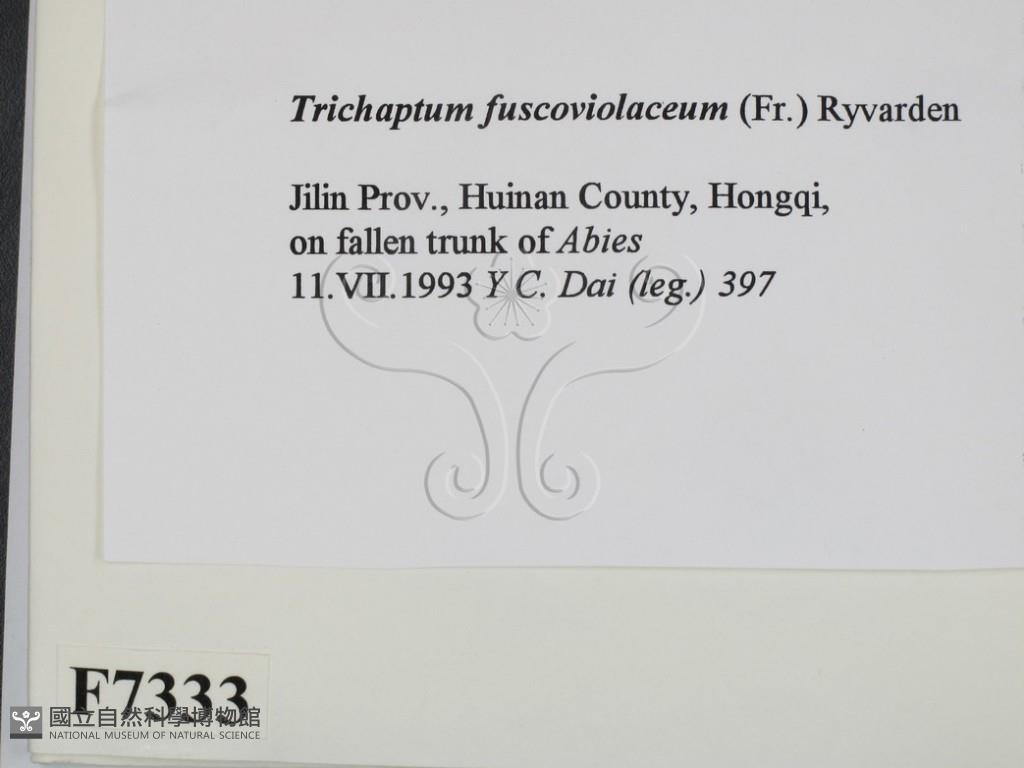 Trichaptum fuscoviolaceum (Fr.) Ryvarden
Jilin Prov., Huinan County, Hongqi,
on fallen trunk of Abies
11.VII.1993 Y C. Dai (leg.) 397
F7333
國立自然科學博物館
NATIONAL MUSEUM OF NATURAL SCIENCE